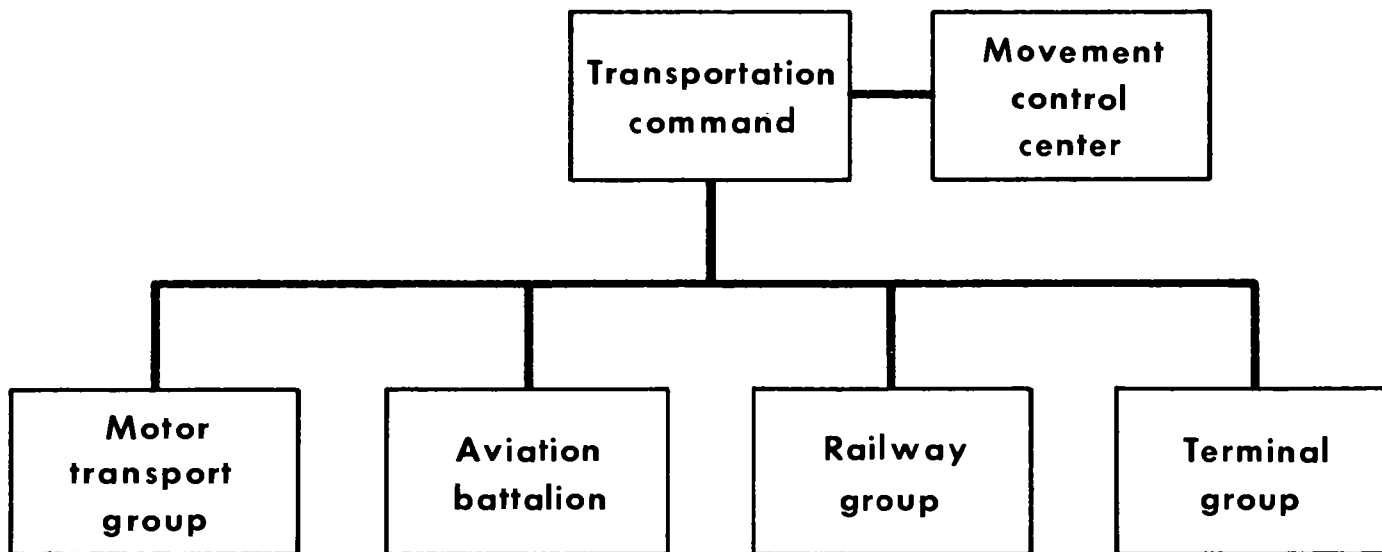 Transportation
command
Movement
control
center
Motor
transport
group
Aviation
battalion
Railway
group
Terminal
group